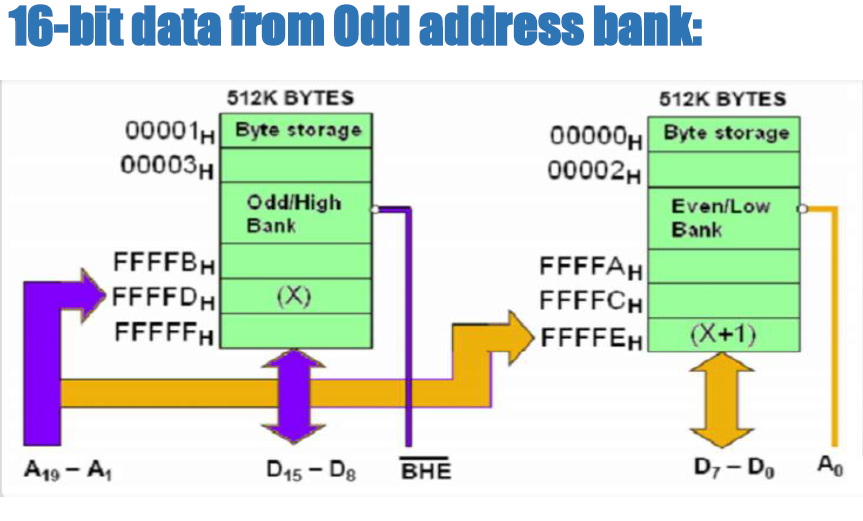 16-bit data from Odd address bank:
512K BYTES
00001H Byte storage
00003H
Odd/High
Bank
FFFFBH
FFFFDH (X)
FFFFFH
A19 – A1
D15 – D8
B̅H̅E̅
512K BYTES
00000H Byte storage
00002H
Even/Low
Bank
FFFFAH
FFFFCH
FFFFEH (X+1)
D7 – D0
A0